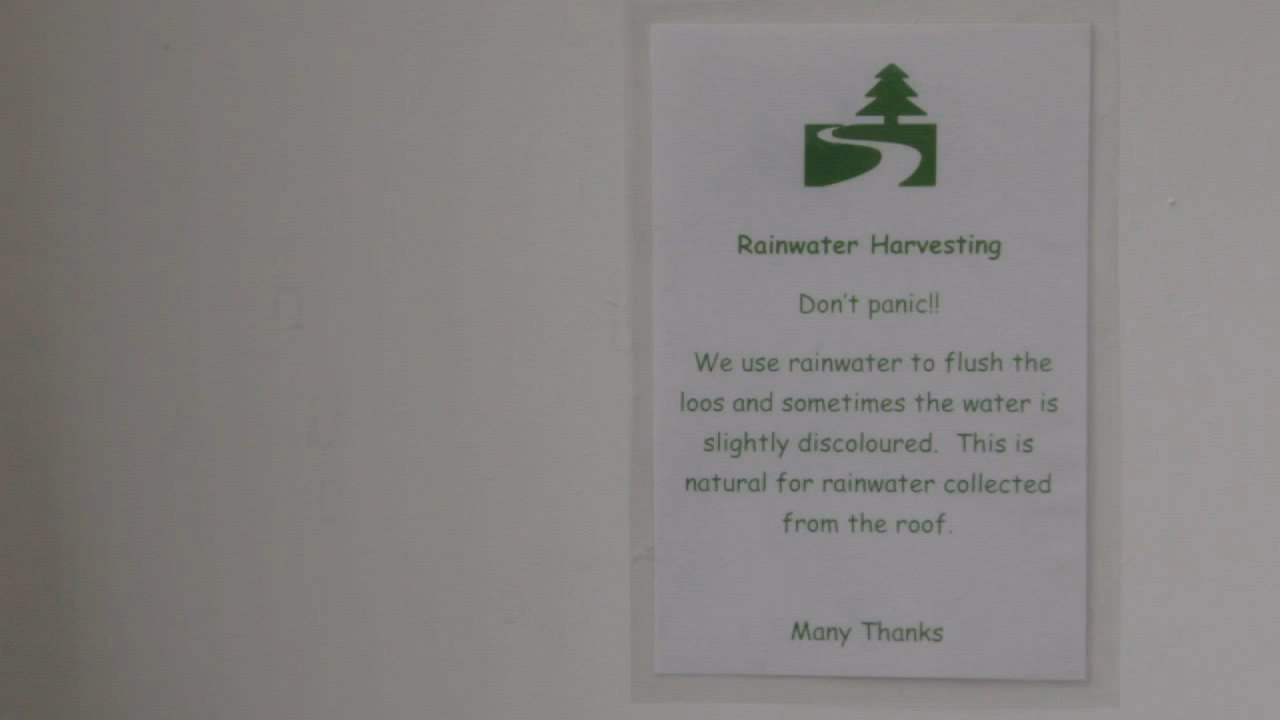 Rainwater Harvesting
Don't panic!!
We use rainwater to flush the
loos and sometimes the water is
slightly discoloured. This is
natural for rainwater collected
from the roof.
Many Thanks